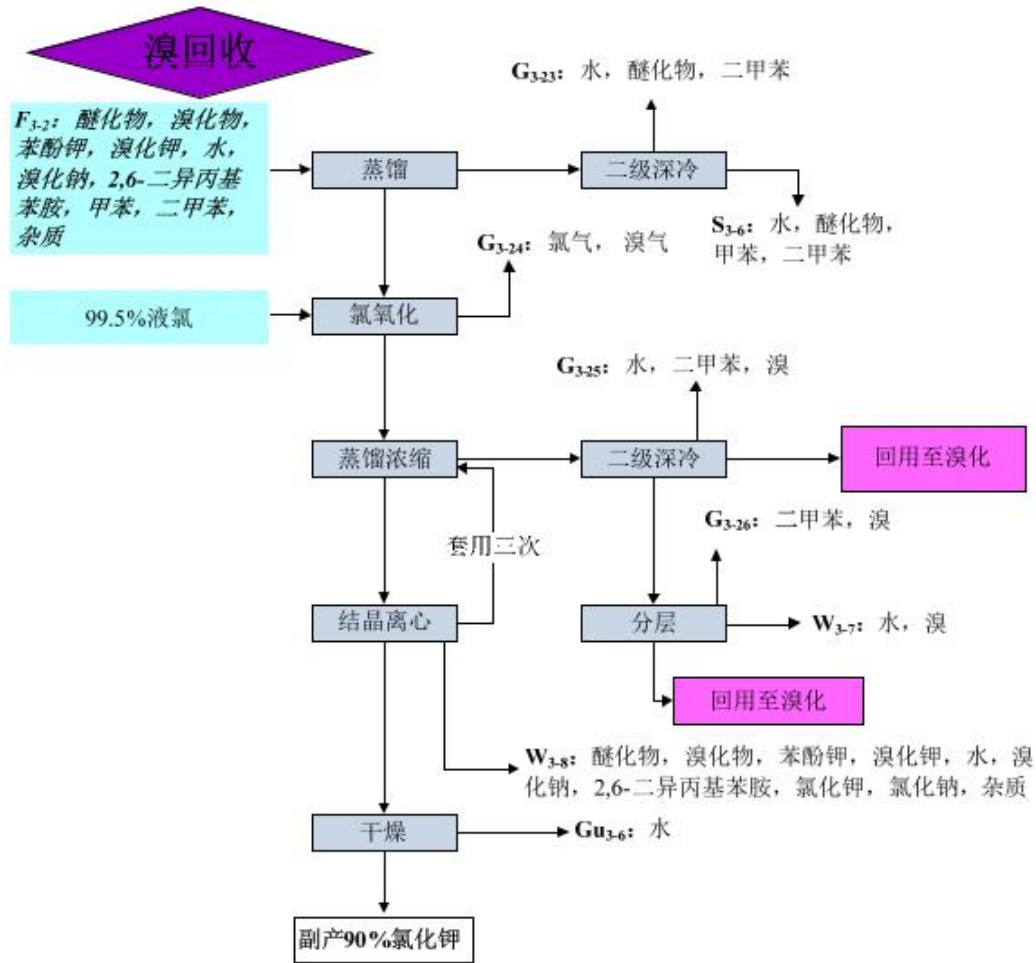 溴回收
G3-23：水，醚化物，二甲苯
F3-2：醚化物，溴化物，
苯酚钾，溴化钾，水，
溴化钠，2,6-二异丙基
苯胺，甲苯，二甲苯，
杂质
蒸馏
二级深冷
S3-6：水，醚化物，
甲苯，二甲苯
G3-24：氯气，溴气
99.5%液氯
氯氧化
G3-25：水，二甲苯，溴
蒸馏浓缩
二级深冷
回用至溴化
G3-26：二甲苯，溴
套用三次
结晶离心
分层
W3-7：水，溴
回用至溴化
W3-8：醚化物，溴化物，苯酚钾，溴化钾，水，溴
化钠，2,6-二异丙基苯胺，氯化钾，氯化钠，杂质
干燥
Gu3-6：水
副产90%氯化钾